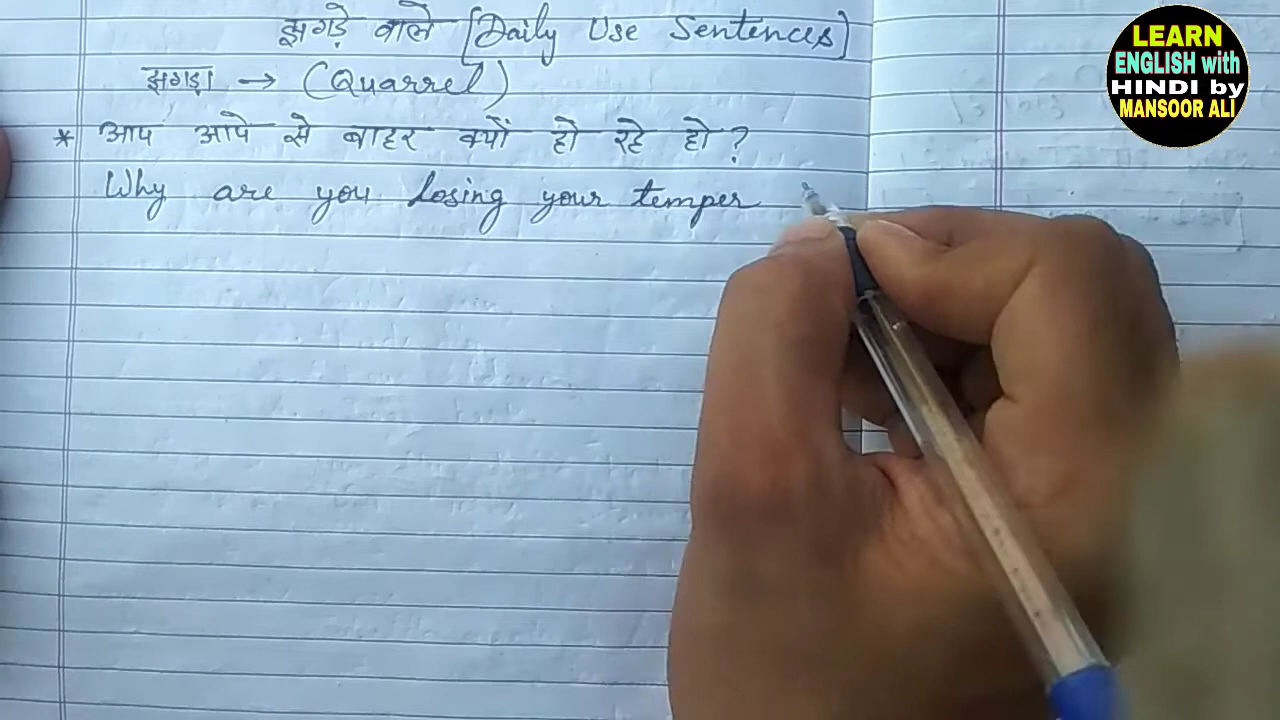 झगड़े वाले [Daily Use Sentences]
झगड़ा → (Quarrel)
* आप आपे से बाहर क्यों हो रहे हो?
Why are you losing your temper
LEARN
ENGLISH with
HINDI by
MANSOOR ALI